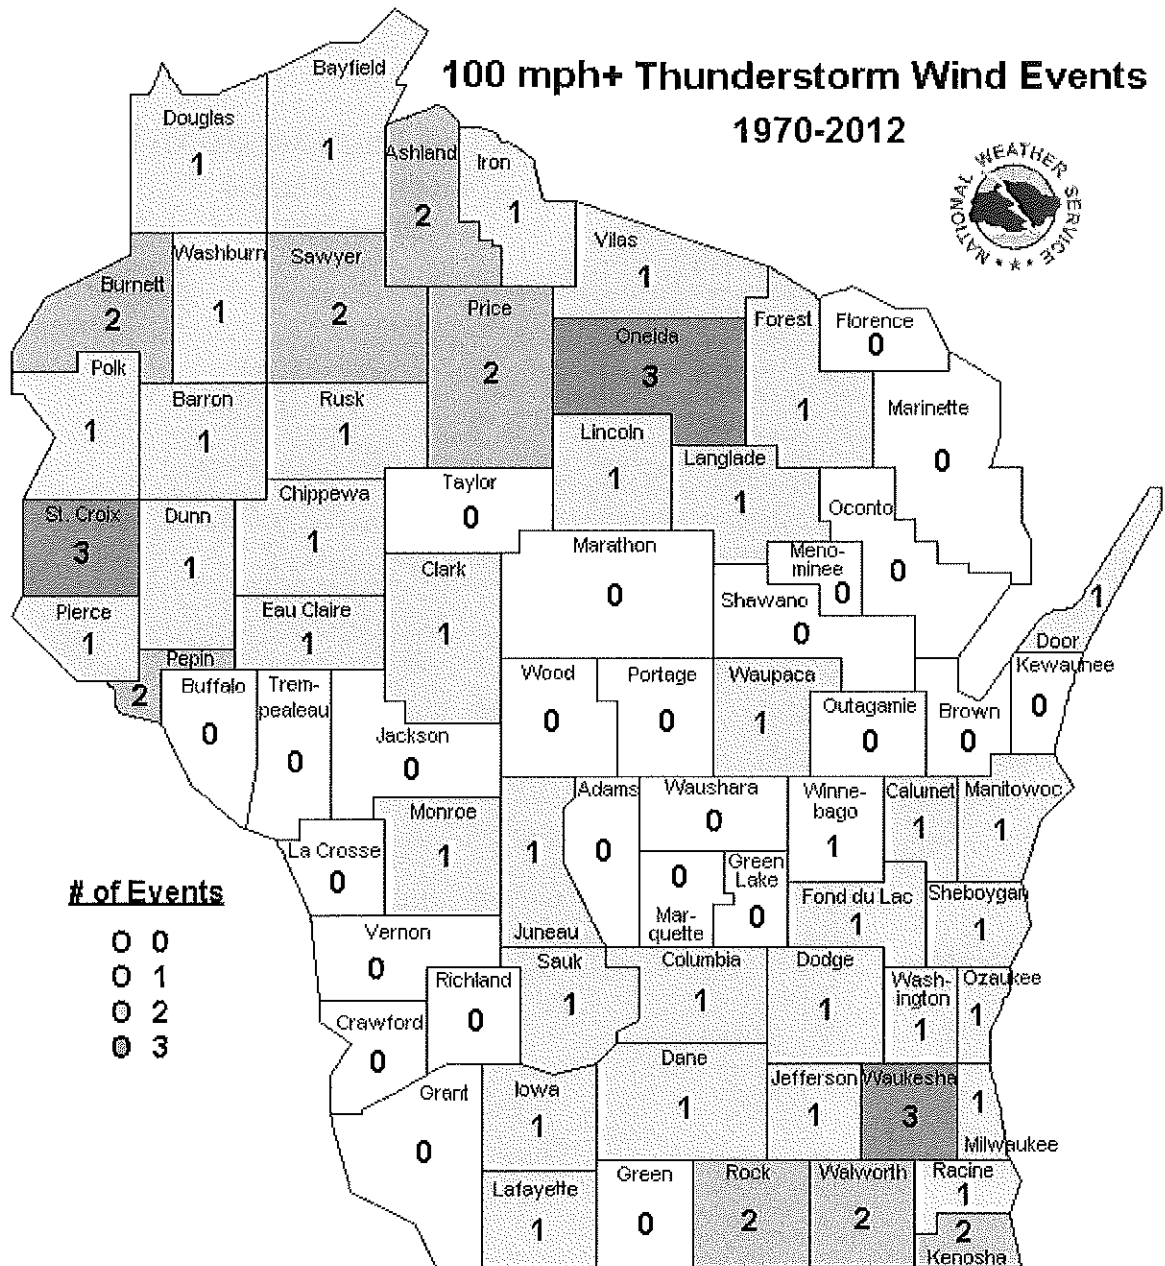 100 mph+ Thunderstorm Wind Events
1970-2012
NATIONAL WEATHER SERVICE
Bayfield
1
Douglas
1
Ashland
2
Iron
1
Vilas
1
Burnett
2
Washburn
1
Sawyer
2
Price
2
Oneida
3
Forest
1
Florence
0
Polk
1
Barron
1
Rusk
1
Lincoln
1
Langlade
1
Marinette
0
Taylor
0
Chippewa
1
St. Croix
3
Dunn
1
Oconto
0
Marathon
0
Meno-
minee
0
Clark
1
Shawano
0
Pierce
1
Eau Claire
1
Door
1
Pepin
2
Buffalo
0
Trem-
pealeau
0
Wood
0
Portage
0
Waupaca
1
Outagamie
0
Brown
0
Kewaunee
0
Jackson
0
Monroe
1
Juneau
1
Adams
0
Waushara
0
Winne-
bago
1
Calumet
1
Manitowoc
1
La Crosse
0
Mar-
quette
0
Green
Lake
0
Fond du Lac
1
Sheboygan
1
# of Events
0
1
2
3
Vernon
0
Richland
0
Sauk
1
Columbia
1
Dodge
1
Wash-
ington
1
Ozaukee
1
Crawford
0
Grant
0
Iowa
1
Dane
1
Jefferson
1
Waukesha
3
Milwaukee
1
Lafayette
1
Green
0
Rock
2
Walworth
2
Racine
1
Kenosha
2